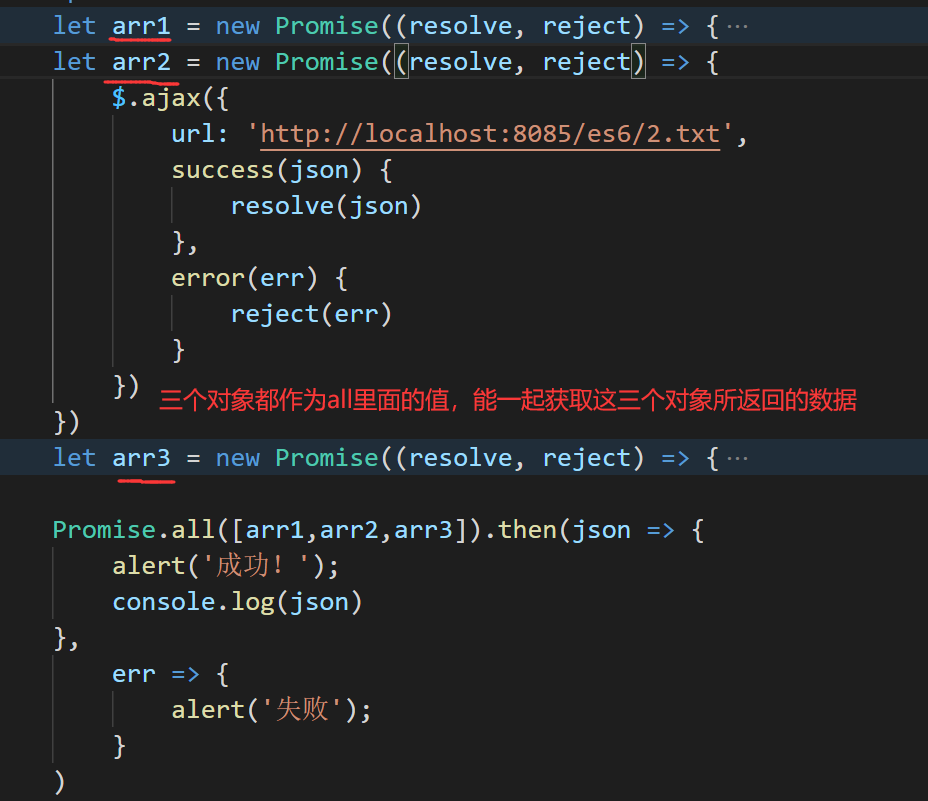 let arr1 = new Promise((resolve, reject) => {···
let arr2 = new Promise((resolve, reject) => {
$.ajax({
url: 'http://localhost:8085/es6/2.txt',
success(json) {
resolve(json)
},
error(err) {
reject(err)
}
})
三个对象都作为all里面的值，能一起获取这三个对象所返回的数据
})
let arr3 = new Promise((resolve, reject) => {···
Promise.all([arr1,arr2,arr3]).then(json => {
alert('成功！');
console.log(json)
},
err => {
alert('失败');
}
)